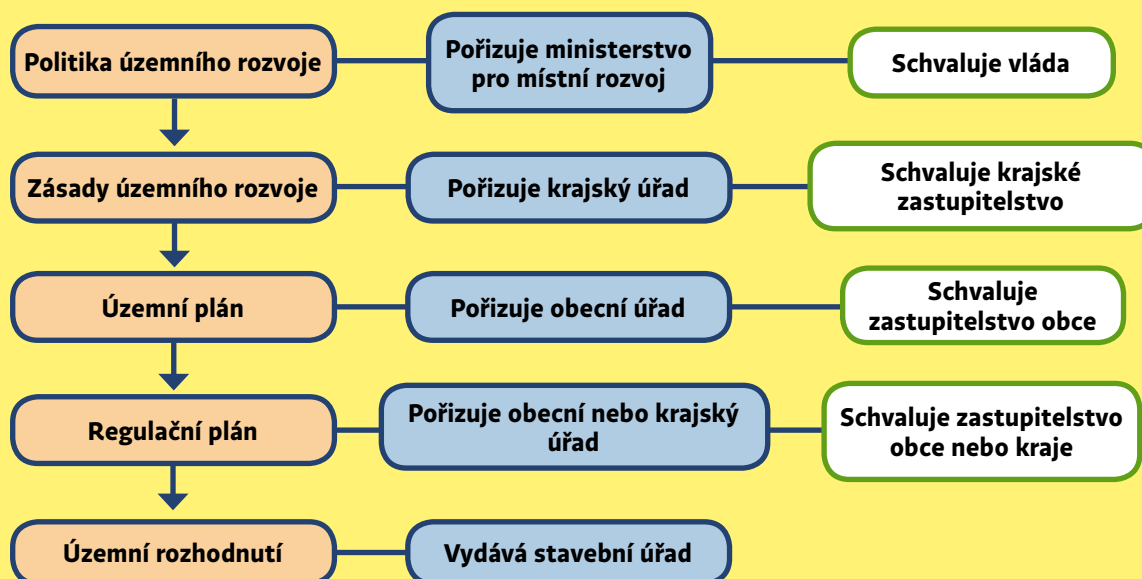 Politika územního rozvoje
Pořizuje ministerstvo
pro místní rozvoj
Schvaluje vláda
Zásady územního rozvoje
Pořizuje krajský úřad
Schvaluje krajské
zastupitelstvo
Územní plán
Pořizuje obecní úřad
Schvaluje
zastupitelstvo obce
Regulační plán
Pořizuje obecní nebo krajský
úřad
Schvaluje zastupitelstvo
obce nebo kraje
Územní rozhodnutí
Vydává stavební úřad